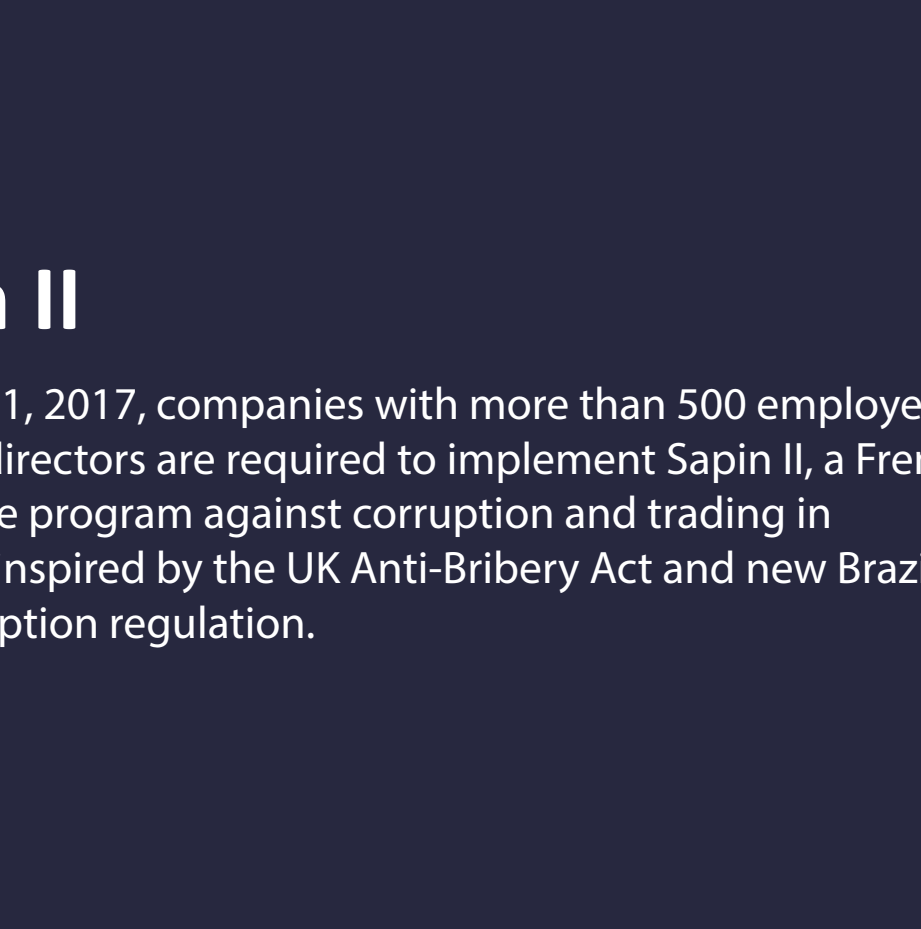 n II
1, 2017, companies with more than 500 employe
directors are required to implement Sapin II, a Fren
e program against corruption and trading in
inspired by the UK Anti-Bribery Act and new Brazi
ption regulation.